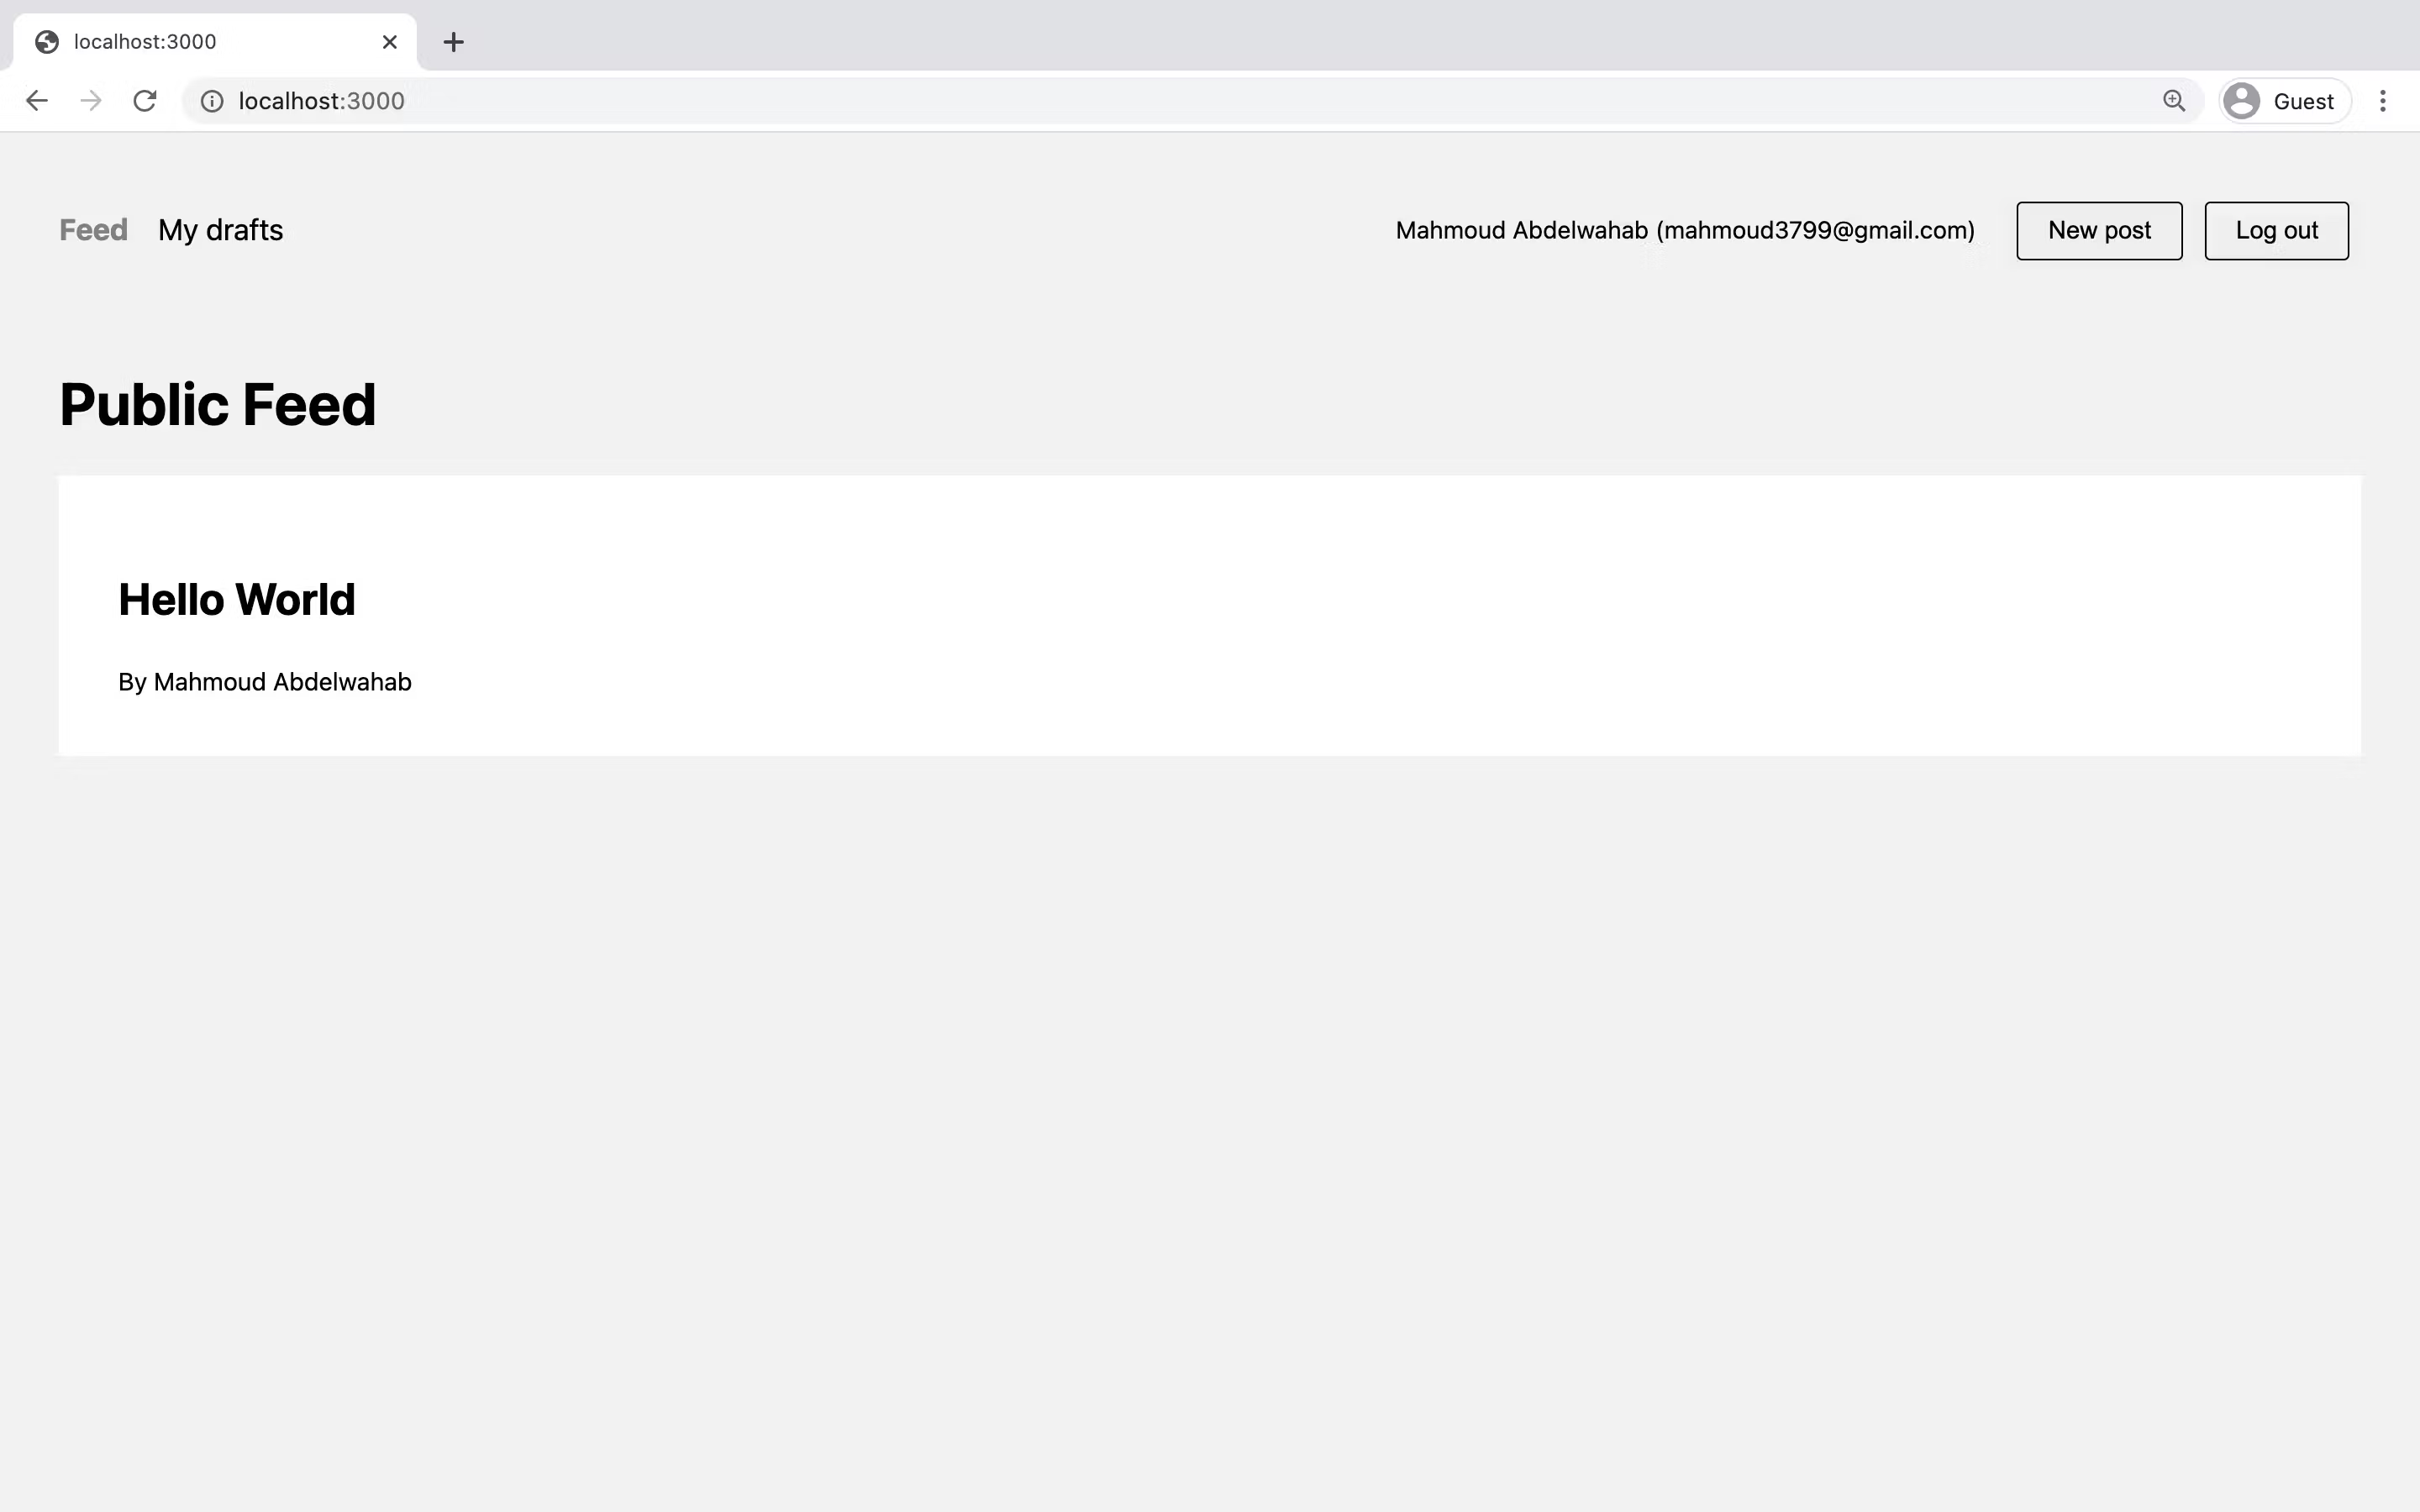 localhost:3000
localhost:3000
Guest
Feed My drafts Mahmoud Abdelwahab (mahmoud3799@gmail.com) New post Log out
Public Feed
Hello World
By Mahmoud Abdelwahab